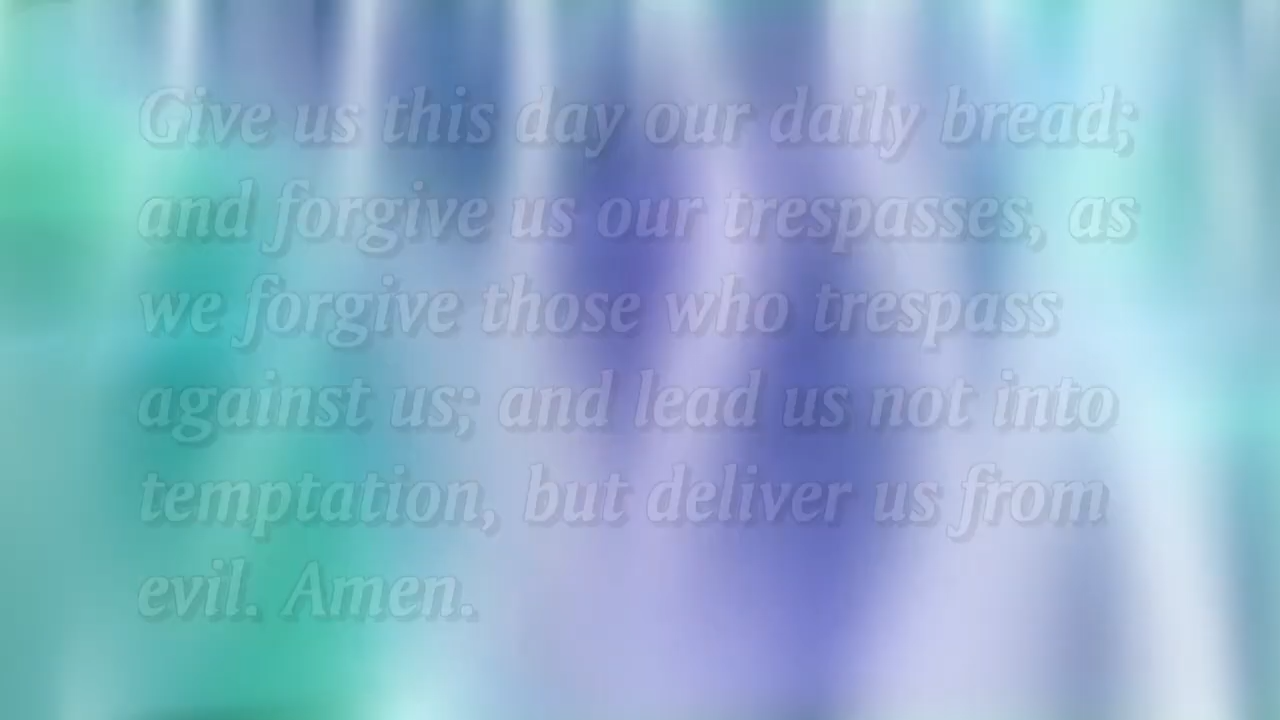 Give us this day our daily bread;
and forgive us our trespasses, as
we forgive those who trespass
against us; and lead us not into
temptation, but deliver us from
evil. Amen.